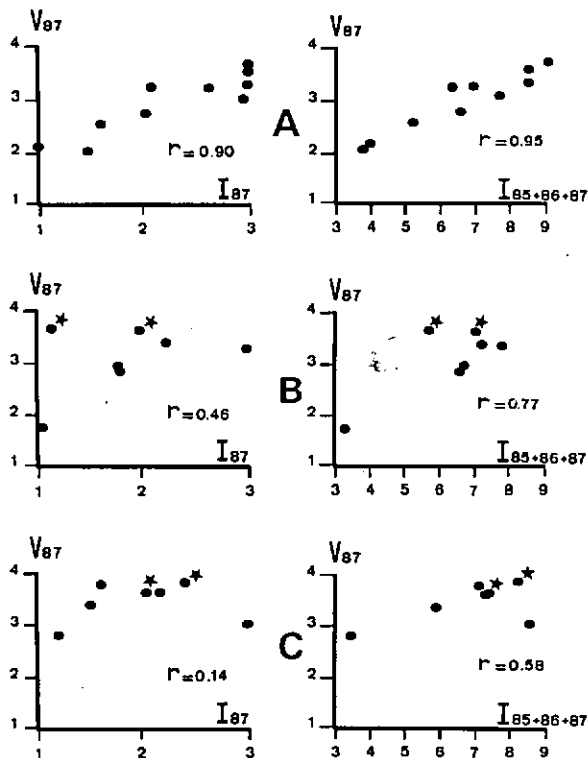 V87 V87
4 4
3 3
A
2 2
r=0.90 r=0.95
I87 I85+86+87
1 1
1 2 3 3 4 5 6 7 8 9
V87 V87
4 4
3 3
B
2 2
r=0.46 r=0.77
I87 I85+86+87
1 1
1 2 3 3 4 5 6 7 8 9
V87 V87
4 4
3 3
C
2 2
r=0.14 r=0.58
I87 I85+86+87
1 1
1 2 3 3 4 5 6 7 8 9